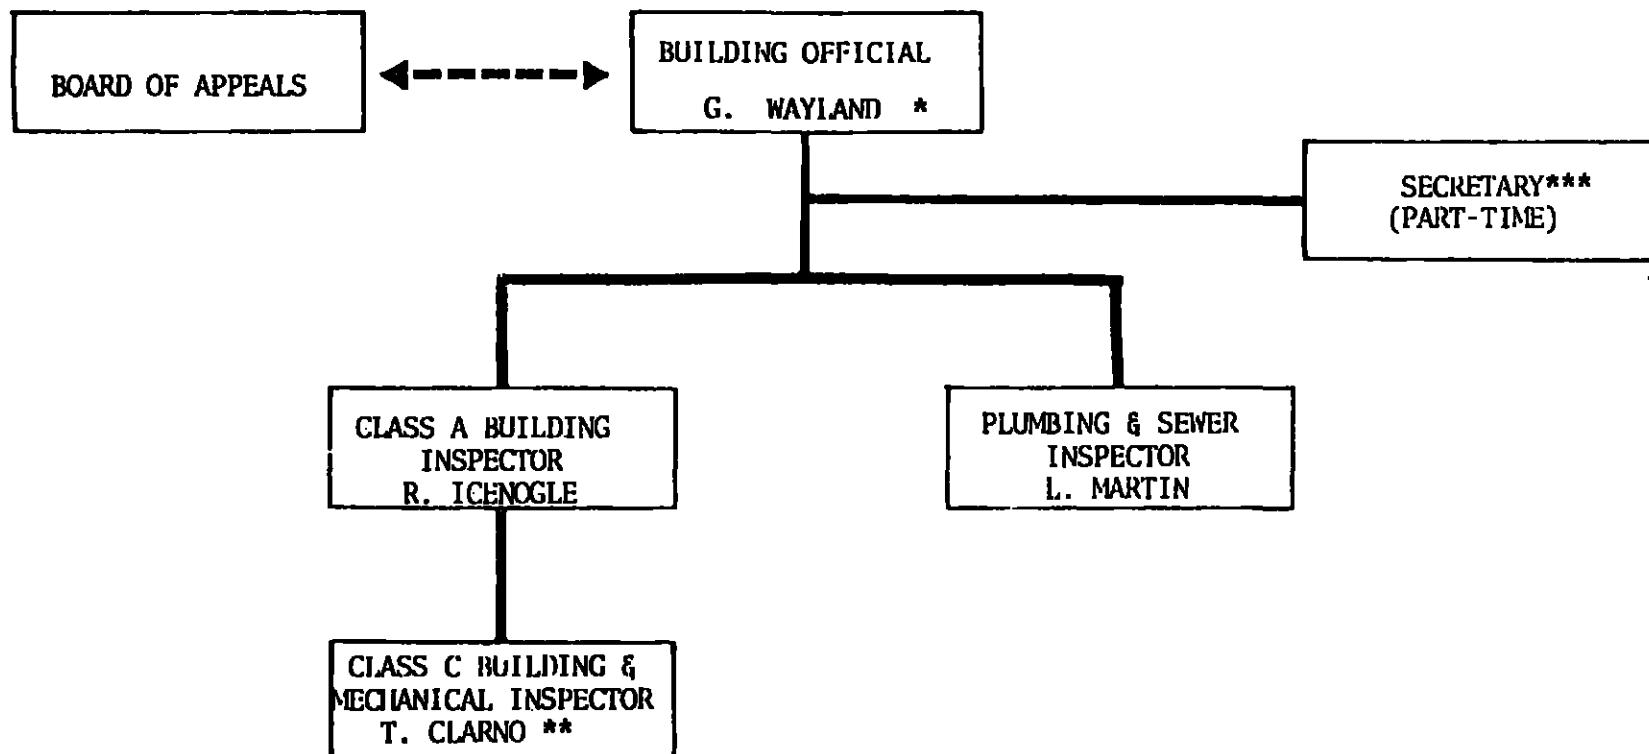 BOARD OF APPEALS
BUILDING OFFICIAL
G. WAYLAND *
SECRETARY***
(PART-TIME)
CLASS A BUILDING
INSPECTOR
R. ICENOGLE
PLUMBING & SEWER
INSPECTOR
L. MARTIN
CLASS C BUILDING &
MECHANICAL INSPECTOR
T. CLARNO **